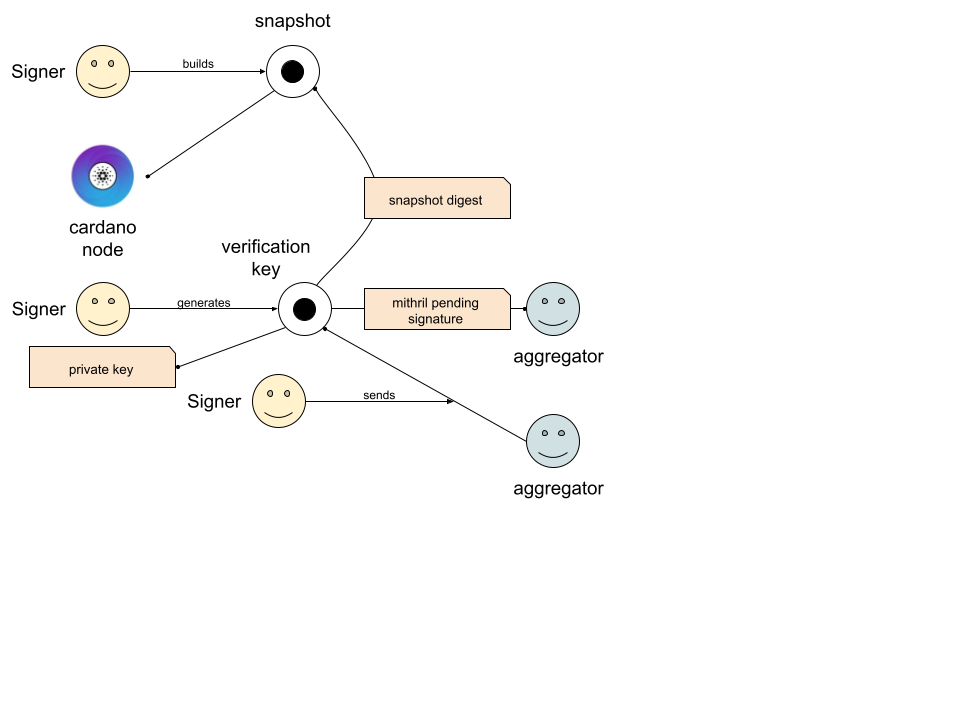 snapshot
Signer
builds
snapshot digest
cardano
node
verification
key
Signer
generates
mithril pending
signature
aggregator
private key
Signer
sends
aggregator